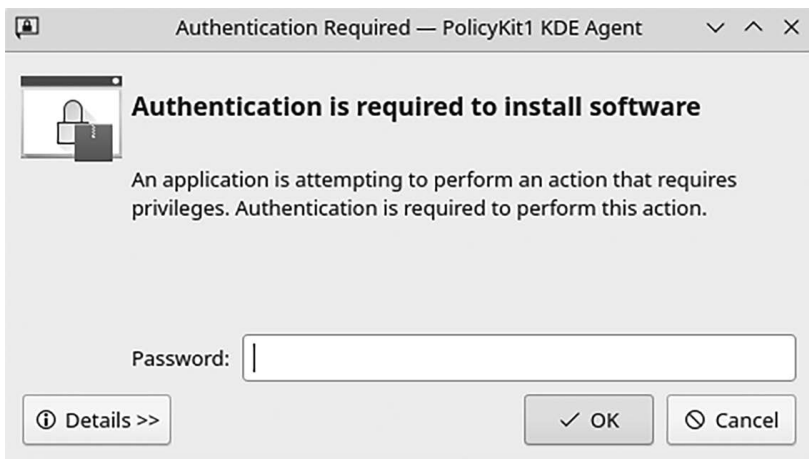 Authentication Required — PolicyKit1 KDE Agent
Authentication is required to install software
An application is attempting to perform an action that requires
privileges. Authentication is required to perform this action.
Password:
Details >>
OK
Cancel